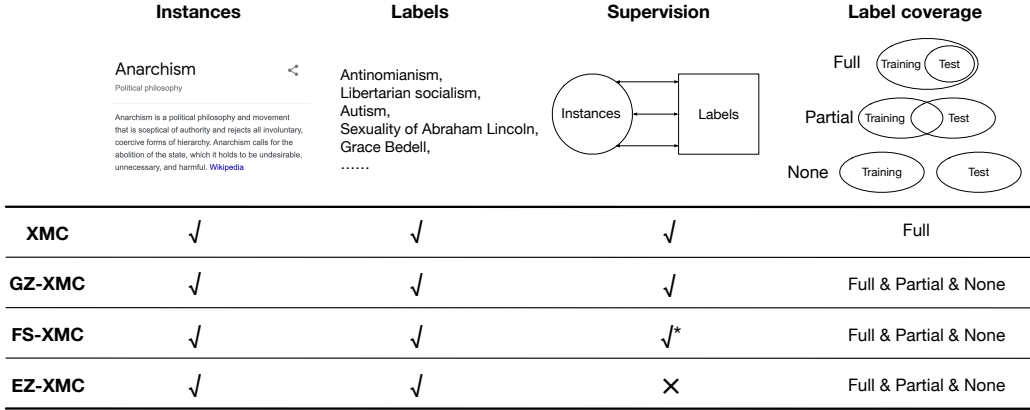 Instances Labels Supervision Label coverage
Anarchism
Political philosophy
Anarchism is a political philosophy and movement
that is sceptical of authority and rejects all involuntary,
coercive forms of hierarchy. Anarchism calls for the
abolition of the state, which it holds to be undesirable,
unnecessary, and harmful. Wikipedia
Antinomianism,
Libertarian socialism,
Autism,
Sexuality of Abraham Lincoln,
Grace Bedell,
......
Instances Labels
Full Training Test
Partial Training Test
None Training Test
XMC √ √ √ Full
GZ-XMC √ √ √ Full & Partial & None
FS-XMC √ √ √* Full & Partial & None
EZ-XMC √ √ × Full & Partial & None